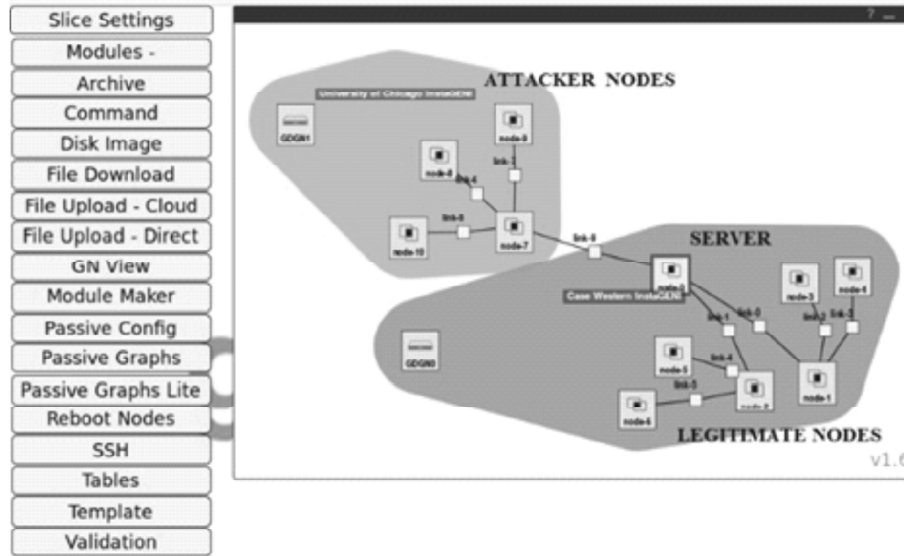 Slice Settings
Modules -
Archive
Command
Disk Image
File Download
File Upload - Cloud
File Upload - Direct
GN View
Module Maker
Passive Config
Passive Graphs
Passive Graphs Lite
Reboot Nodes
SSH
Tables
Template
Validation
? _
ATTACKER NODES
University of Chicago InstaGENI
GDGN1
node-9
link-7
node-8
link-6
node-10
node-7
link-9
SERVER
Case Western InstaGENI
node-3
node-4
link-1
link-0
link-2
link-3
GDGN0
node-5
link-4
link-5
node-6
node-1
LEGITIMATE NODES
v1.6